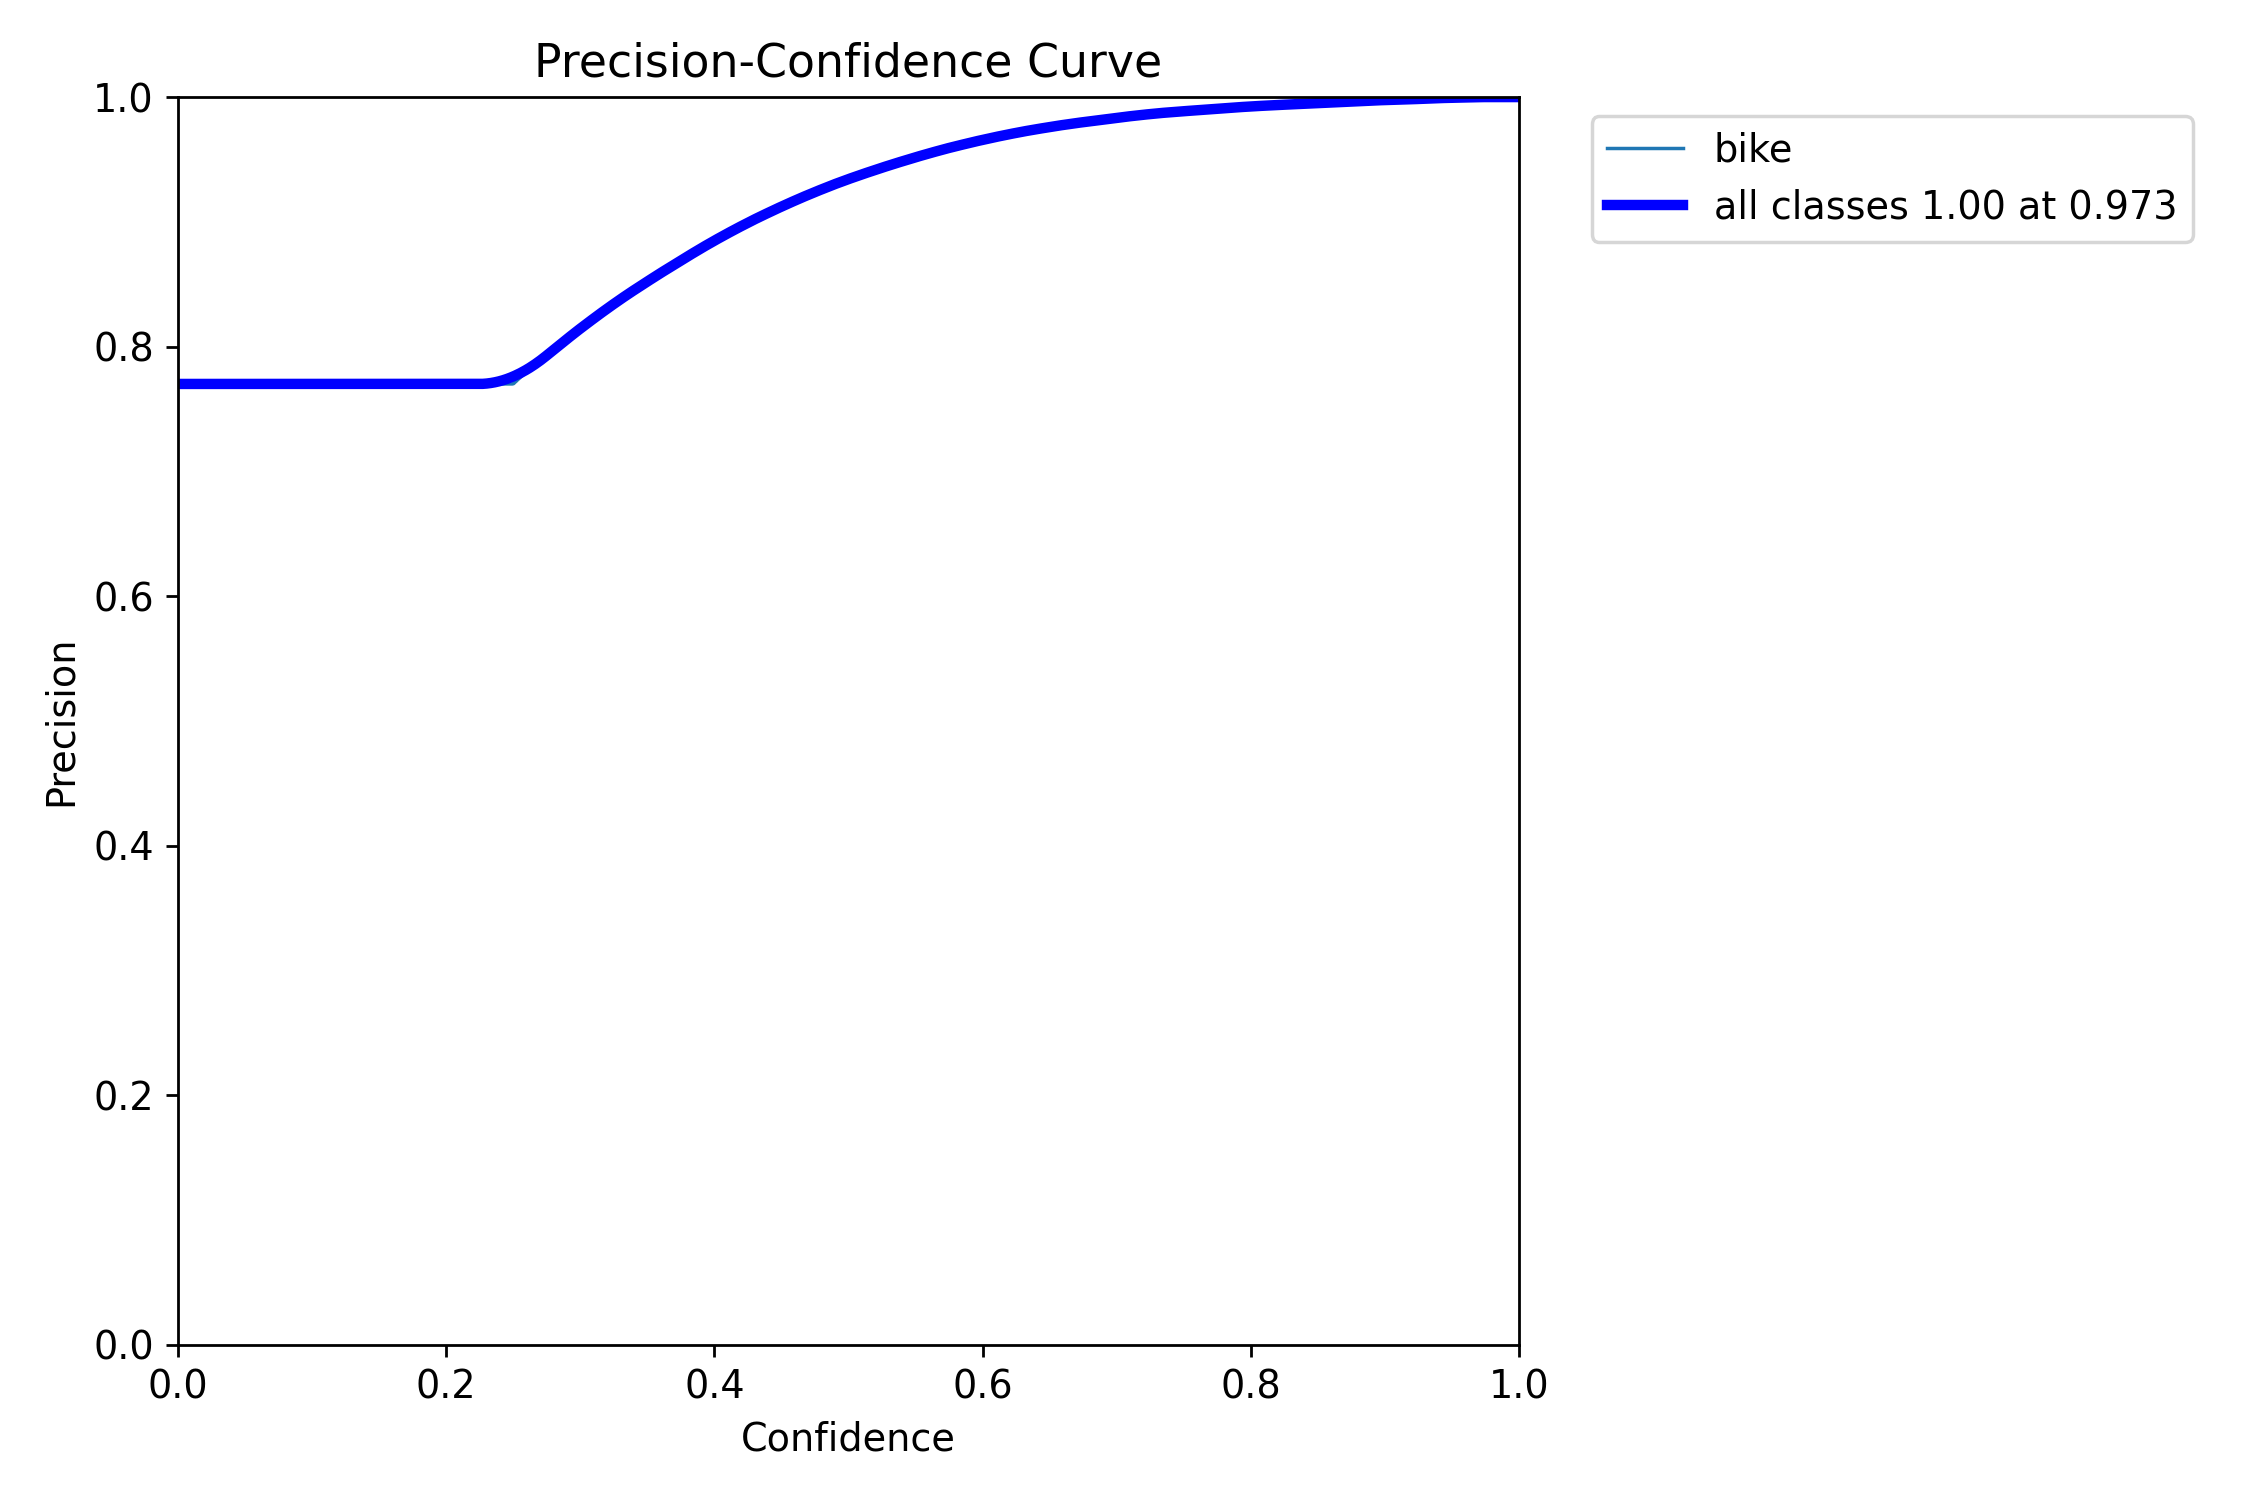 Precision-Confidence Curve
1.0
0.8
0.6
0.4
0.2
0.0
Precision
0.0 0.2 0.4 0.6 0.8 1.0
Confidence
bike
all classes 1.00 at 0.973